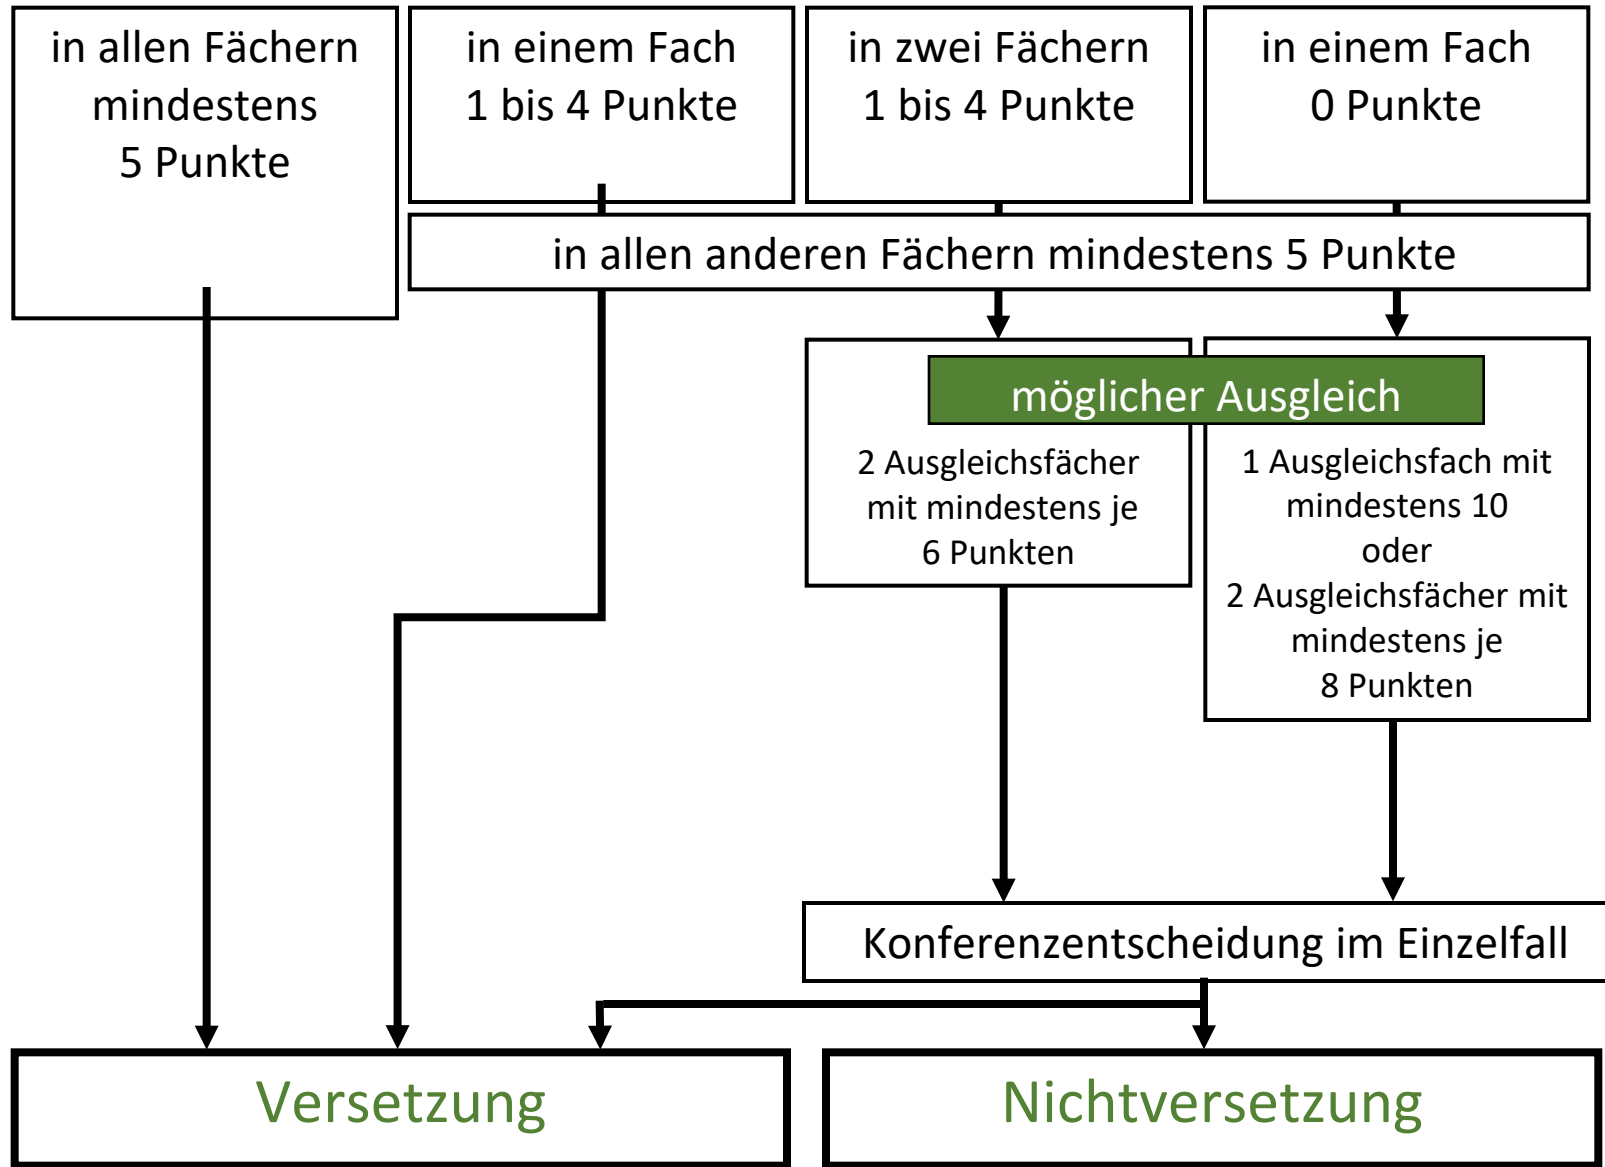 in allen Fächern
mindestens
5 Punkte
in einem Fach
1 bis 4 Punkte
in zwei Fächern
1 bis 4 Punkte
in einem Fach
0 Punkte
in allen anderen Fächern mindestens 5 Punkte
möglicher Ausgleich
2 Ausgleichsfächer
mit mindestens je
6 Punkten
1 Ausgleichsfach mit
mindestens 10
oder
2 Ausgleichsfächer mit
mindestens je
8 Punkten
Konferenzentscheidung im Einzelfall
Versetzung
Nichtversetzung